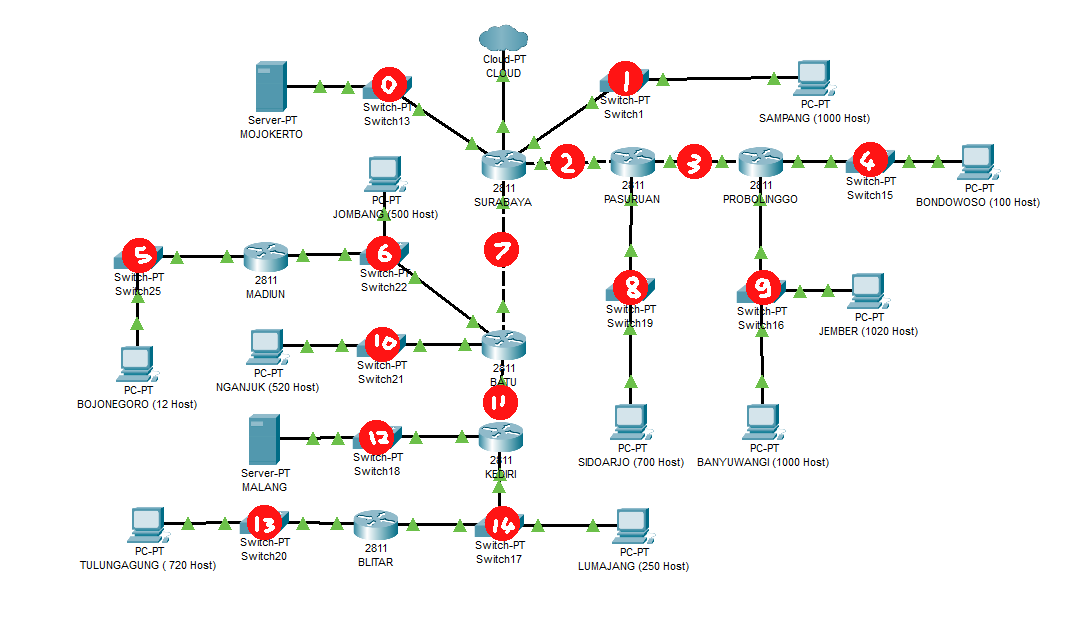 Cloud-PT
CLOUD
0
Server-PT
MOJOKERTO
Switch-PT
Switch13
1
Switch-PT
Switch1
PC-PT
SAMPANG (1000 Host)
2811
SURABAYA
2
2811
PASURUAN
3
2811
PROBOLINGGO
4
Switch-PT
Switch15
PC-PT
BONDOWOSO (100 Host)
PC-PT
JOMBANG (500 Host)
5
Switch-PT
Switch25
2811
MADIUN
6
Switch-PT
Switch22
7
8
Switch-PT
Switch19
9
Switch-PT
Switch16
PC-PT
JEMBER (1020 Host)
PC-PT
BOJONEGORO (12 Host)
PC-PT
NGANJUK (520 Host)
10
Switch-PT
Switch21
2811
BATU
11
Server-PT
MALANG
12
Switch-PT
Switch18
2811
KEDIRI
PC-PT
SIDOARJO (700 Host)
PC-PT
BANYUWANGI (1000 Host)
PC-PT
TULUNGAGUNG ( 720 Host)
13
Switch-PT
Switch20
2811
BLITAR
14
Switch-PT
Switch17
PC-PT
LUMAJANG (250 Host)